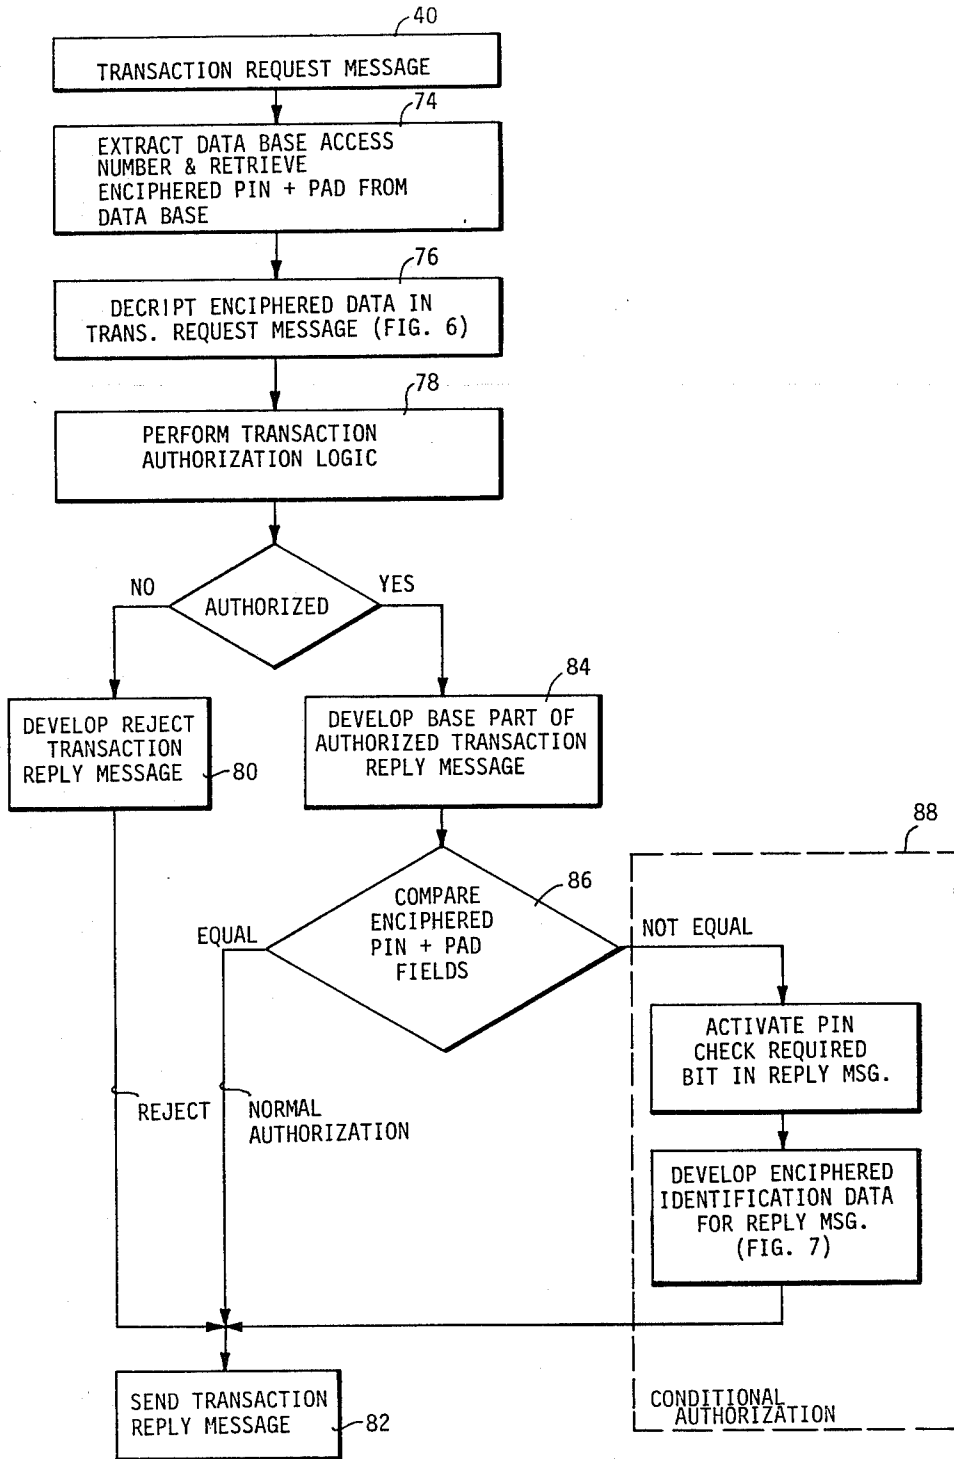 40
TRANSACTION REQUEST MESSAGE
74
EXTRACT DATA BASE ACCESS
NUMBER & RETRIEVE
ENCIPHERED PIN + PAD FROM
DATA BASE
76
DECRIPT ENCIPHERED DATA IN
TRANS. REQUEST MESSAGE (FIG. 6)
78
PERFORM TRANSACTION
AUTHORIZATION LOGIC
NO
YES
AUTHORIZED
84
DEVELOP REJECT
TRANSACTION
REPLY MESSAGE
80
DEVELOP BASE PART OF
AUTHORIZED TRANSACTION
REPLY MESSAGE
88
86
COMPARE
ENCIPHERED
PIN + PAD
FIELDS
EQUAL
NOT EQUAL
ACTIVATE PIN
CHECK REQUIRED
BIT IN REPLY MSG.
REJECT
NORMAL
AUTHORIZATION
DEVELOP ENCIPHERED
IDENTIFICATION DATA
FOR REPLY MSG.
(FIG. 7)
SEND TRANSACTION
REPLY MESSAGE
82
CONDITIONAL
AUTHORIZATION